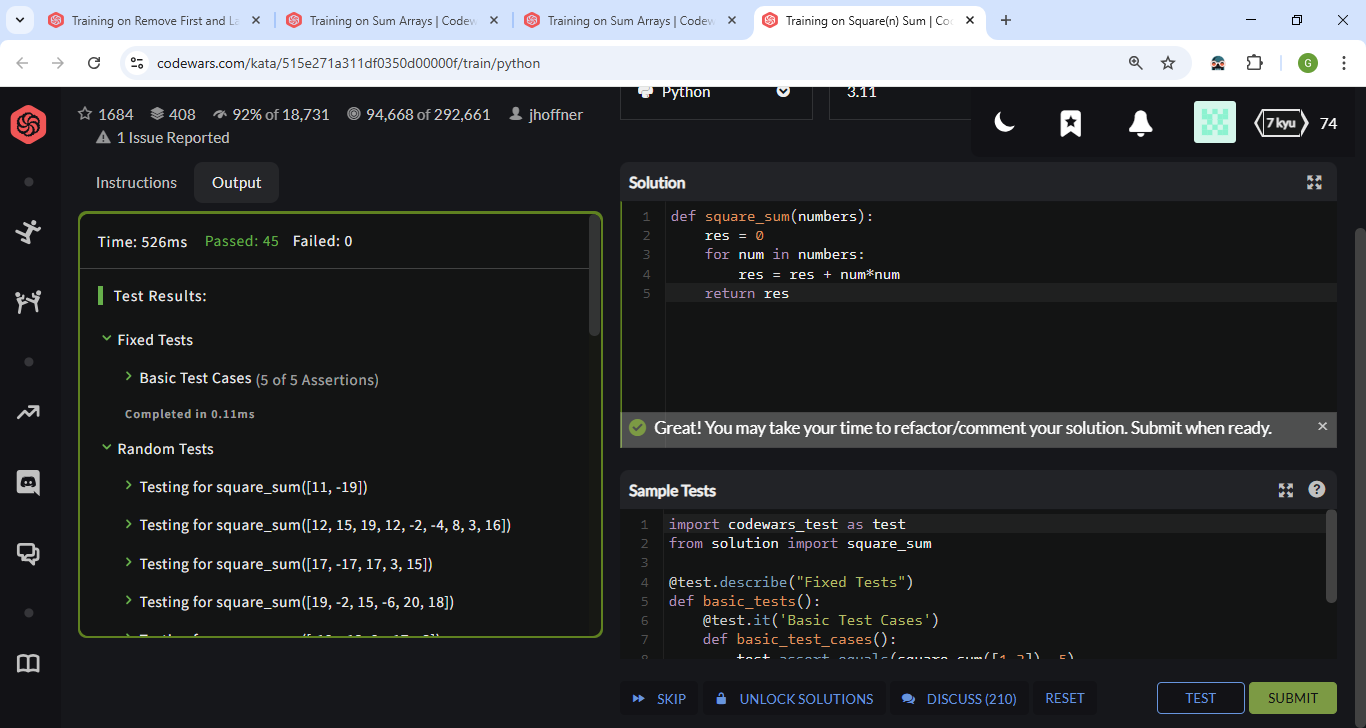 Training on Remove First and La
Training on Sum Arrays | Codew
Training on Sum Arrays | Codew
Training on Square(n) Sum | Co
codewars.com/kata/515e271a311df0350d00000f/train/python
G
1684
408
92% of 18,731
94,668 of 292,661
jhoffner
1 Issue Reported
Python
3.11
7 kyu
74
Instructions
Output
Time: 526ms
Passed: 45
Failed: 0
Test Results:
Fixed Tests
Basic Test Cases (5 of 5 Assertions)
Completed in 0.11ms
Random Tests
Testing for square_sum([11, -19])
Testing for square_sum([12, 15, 19, 12, -2, -4, 8, 3, 16])
Testing for square_sum([17, -17, 17, 3, 15])
Testing for square_sum([19, -2, 15, -6, 20, 18])
Solution
1 def square_sum(numbers):
2     res = 0
3     for num in numbers:
4         res = res + num*num
5     return res
Great! You may take your time to refactor/comment your solution. Submit when ready.
Sample Tests
1 import codewars_test as test
2 from solution import square_sum
3
4 @test.describe("Fixed Tests")
5 def basic_tests():
6     @test.it('Basic Test Cases')
7     def basic_test_cases():
8         test.assert_equals(square_sum([1,2]), 5)
SKIP
UNLOCK SOLUTIONS
DISCUSS (210)
RESET
TEST
SUBMIT